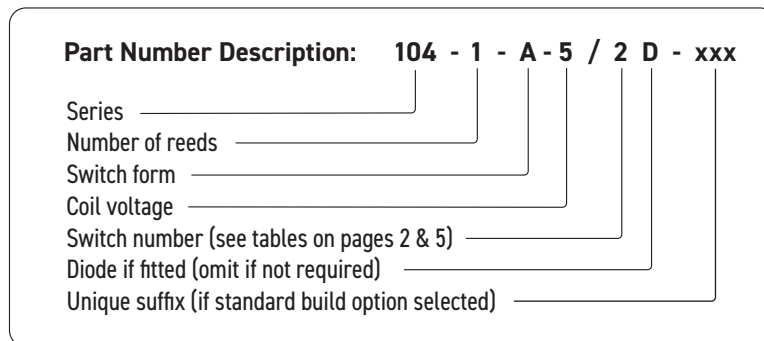 Part Number Description: 104 - 1 - A - 5 / 2 D - xxx
Series
Number of reeds
Switch form
Coil voltage
Switch number (see tables on pages 2 & 5)
Diode if fitted (omit if not required)
Unique suffix (if standard build option selected)